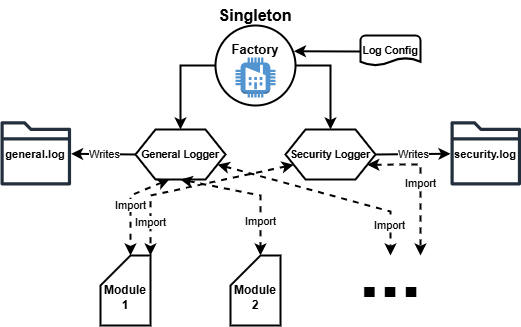 Singleton
Factory
Log Config
general.log
Writes
General Logger
Security Logger
Writes
security.log
Import
Import
Import
Import
Import
Module
1
Module
2